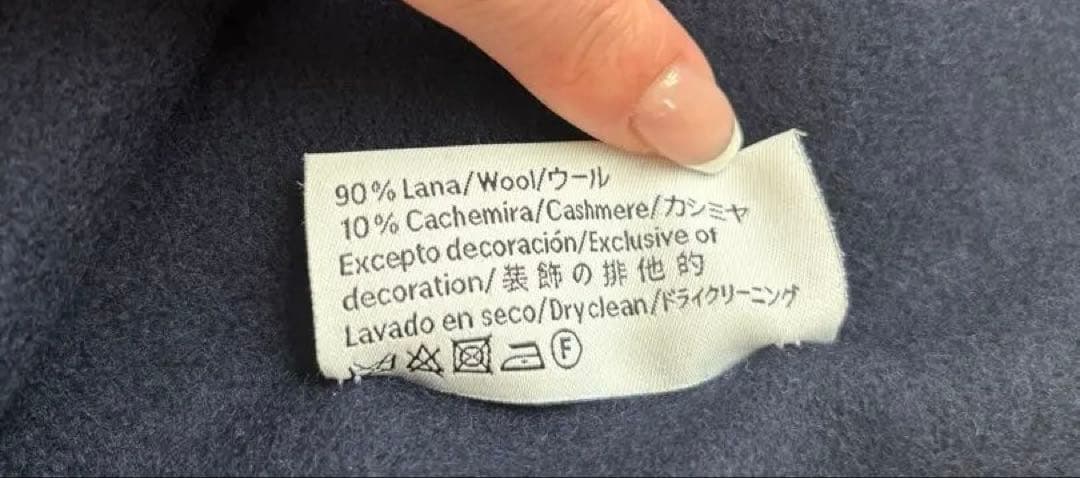 90% Lana/Wool/ウール
10% Cachemira/Cashmere/カシミヤ
Excepto decoración/Exclusive of
decoration/装飾の排他的
Lavado en seco/Dryclean/ドライクリーニング
F